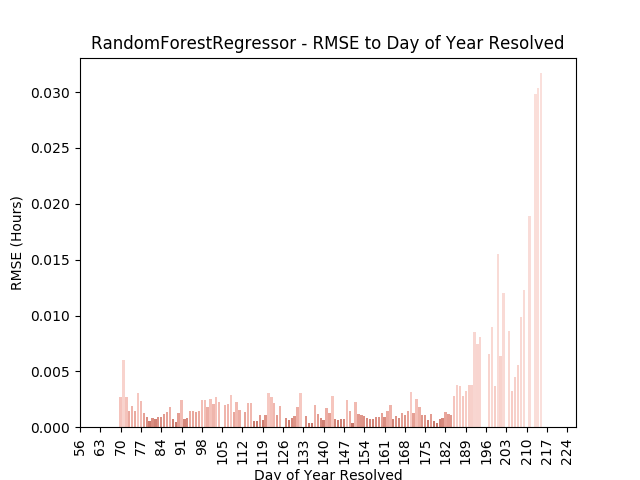 RandomForestRegressor - RMSE to Day of Year Resolved
0.030
0.025
0.020
0.015
0.010
0.005
0.000
RMSE (Hours)
56 63 70 77 84 91 98 105 112 119 126 133 140 147 154 161 168 175 182 189 196 203 210 217 224
Day of Year Resolved